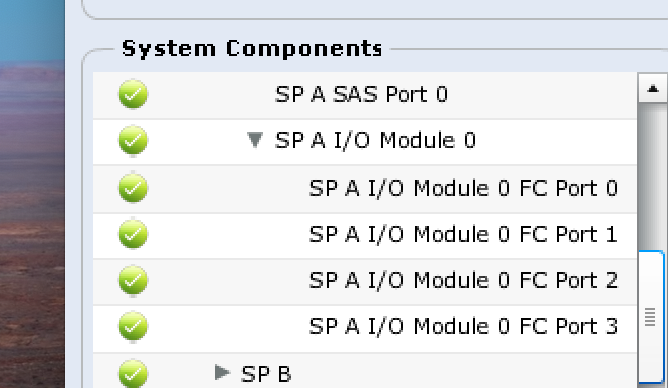 System Components
SP A SAS Port 0
SP A I/O Module 0
SP A I/O Module 0 FC Port 0
SP A I/O Module 0 FC Port 1
SP A I/O Module 0 FC Port 2
SP A I/O Module 0 FC Port 3
SP B